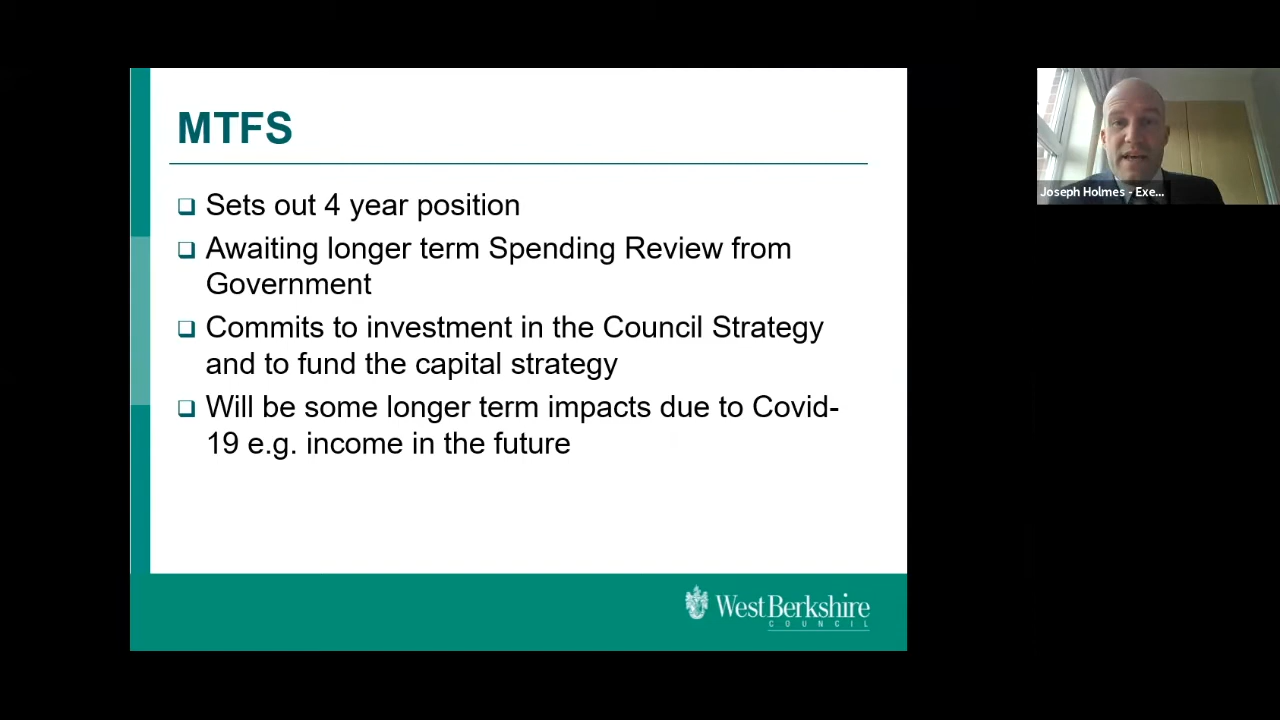 MTFS
❑ Sets out 4 year position
❑ Awaiting longer term Spending Review from
Government
❑ Commits to investment in the Council Strategy
and to fund the capital strategy
❑ Will be some longer term impacts due to Covid-
19 e.g. income in the future
West Berkshire
COUNCIL
Joseph Holmes - Exe...